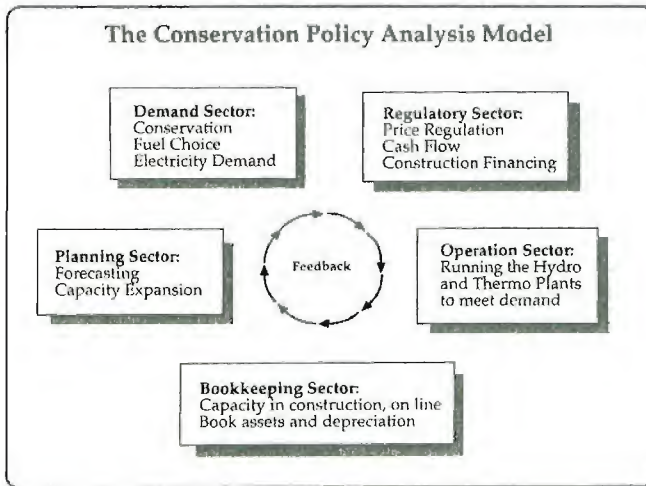 The Conservation Policy Analysis Model
Demand Sector:
Conservation
Fuel Choice
Electricity Demand
Regulatory Sector:
Price Regulation
Cash Flow
Construction Financing
Planning Sector:
Forecasting
Capacity Expansion
Feedback
Operation Sector:
Running the Hydro
and Thermo Plants
to meet demand
Bookkeeping Sector:
Capacity in construction, on line
Book assets and depreciation